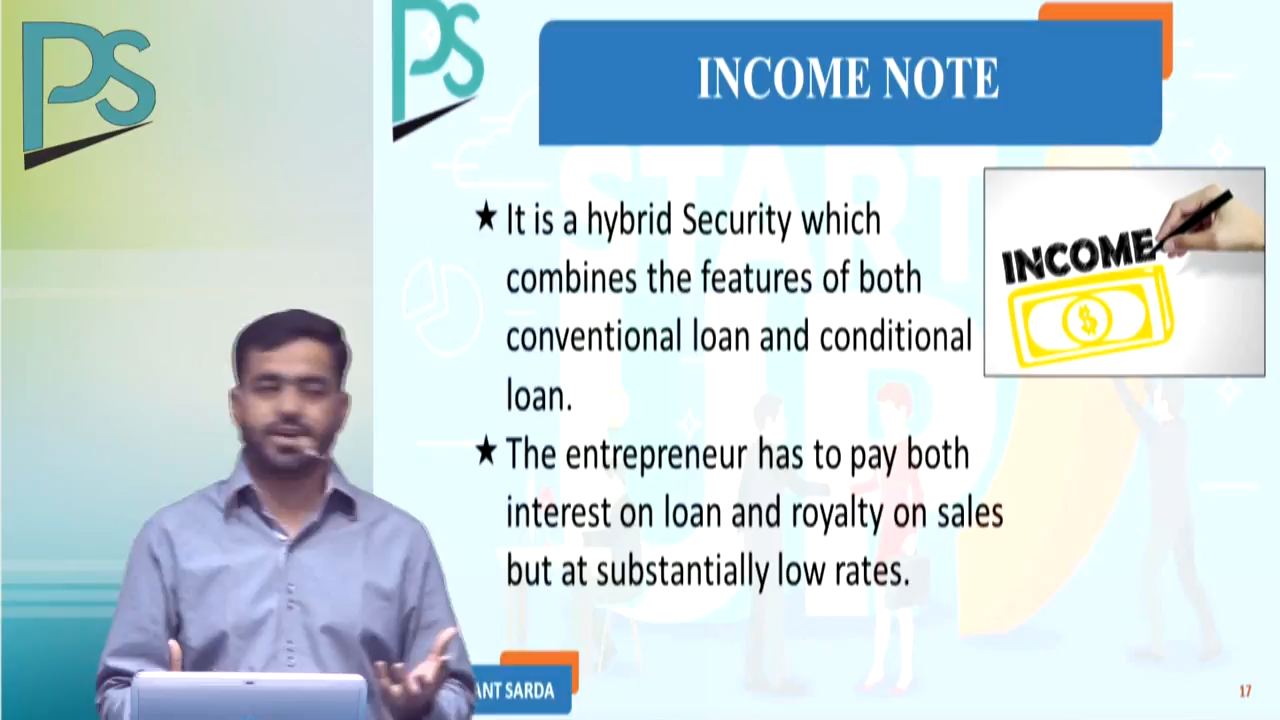 PS
PS
INCOME NOTE
★ It is a hybrid Security which
combines the features of both
conventional loan and conditional
loan.
INCOME
$
★ The entrepreneur has to pay both
interest on loan and royalty on sales
but at substantially low rates.
START
UP
ANT SARDA
17